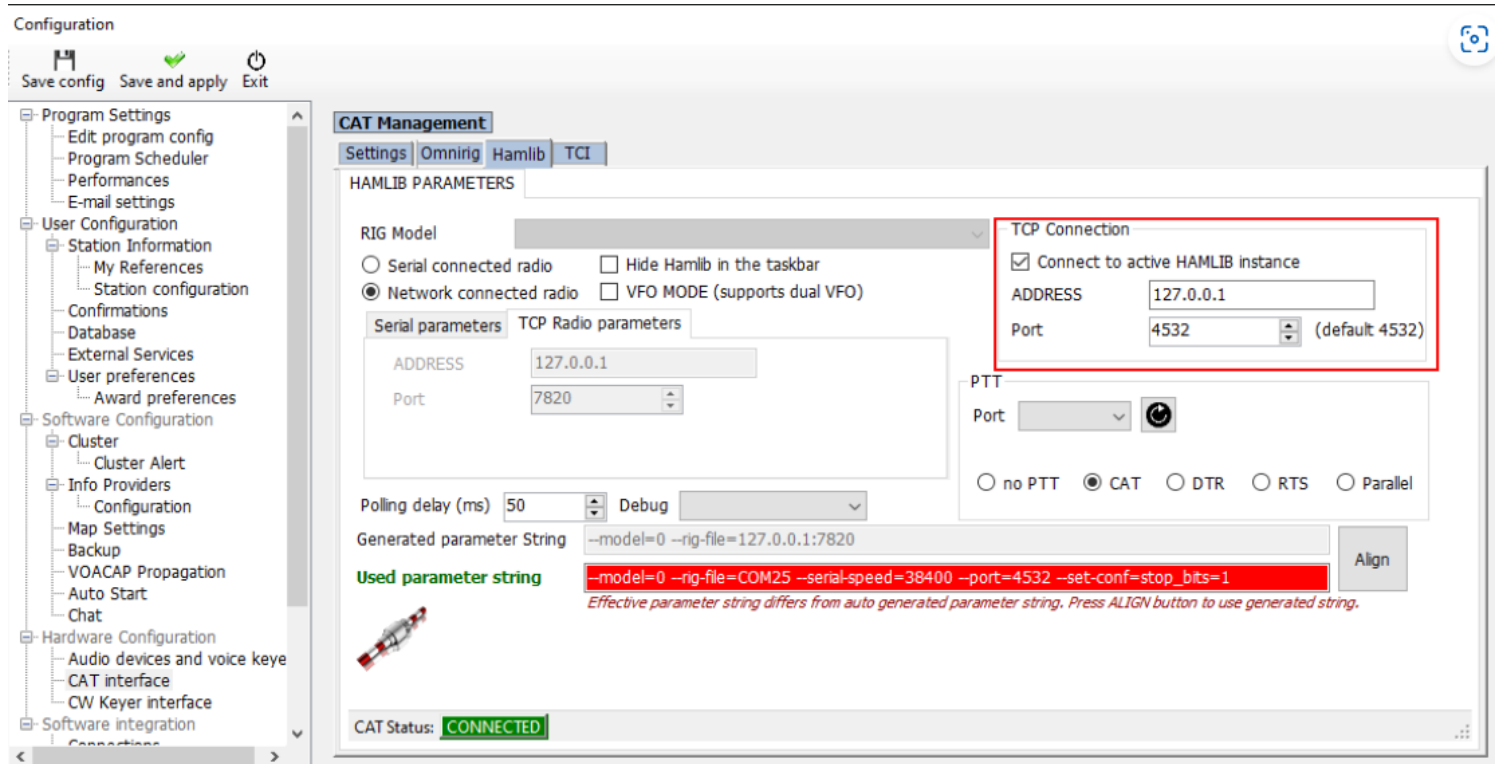 Configuration
Save config Save and apply Exit
Program Settings
Edit program config
Program Scheduler
Performances
E-mail settings
User Configuration
Station Information
My References
Station configuration
Confirmations
Database
External Services
User preferences
Award preferences
Software Configuration
Cluster
Cluster Alert
Info Providers
Configuration
Map Settings
Backup
VOACAP Propagation
Auto Start
Chat
Hardware Configuration
Audio devices and voice keye
CAT interface
CW Keyer interface
Software integration
Connections
CAT Management
Settings Omnirig Hamlib TCI
HAMLIB PARAMETERS
RIG Model
Serial connected radio Hide Hamlib in the taskbar
Network connected radio VFO MODE (supports dual VFO)
Serial parameters TCP Radio parameters
ADDRESS 127.0.0.1
Port 7820
TCP Connection
Connect to active HAMLIB instance
ADDRESS 127.0.0.1
Port 4532 (default 4532)
PTT
Port
no PTT CAT DTR RTS Parallel
Polling delay (ms) 50 Debug
Generated parameter String --model=0 --rig-file=127.0.0.1:7820
Used parameter string --model=0 --rig-file=COM25 --serial-speed=38400 --port=4532 --set-conf=stop_bits=1
Align
Effective parameter string differs from auto generated parameter string. Press ALIGN button to use generated string.
CAT Status: CONNECTED